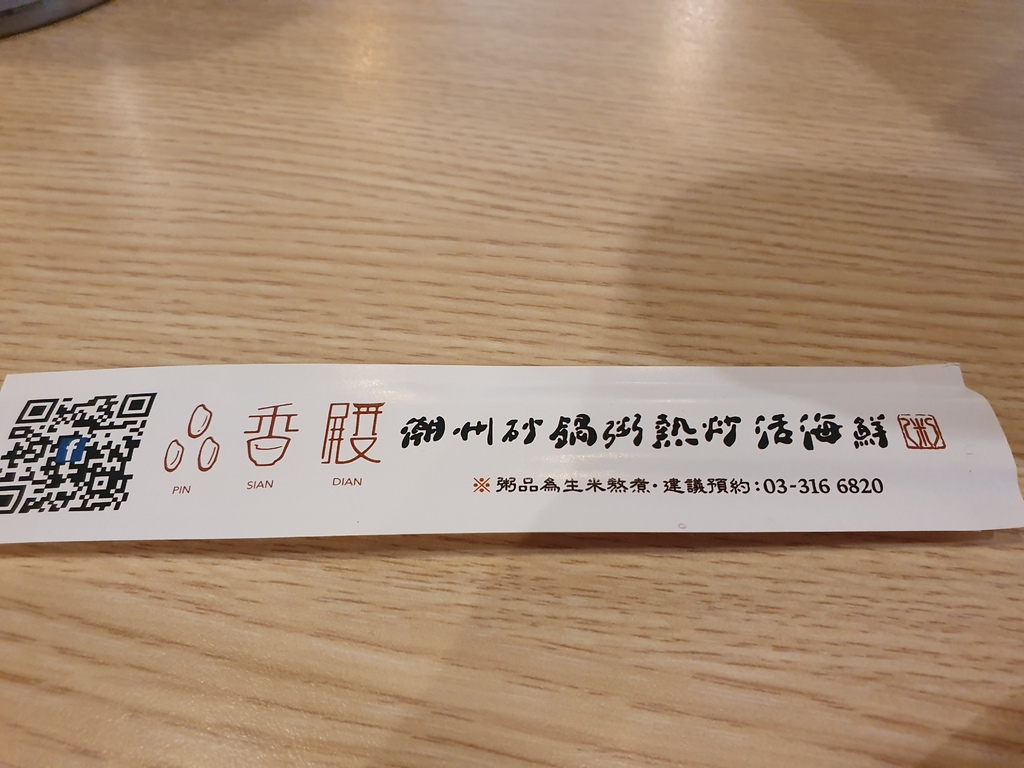 品香殿
PIN SIAN DIAN
潮州砂鍋粥熱炒活海鮮
※粥品為生米熬煮·建議預約:03-316 6820